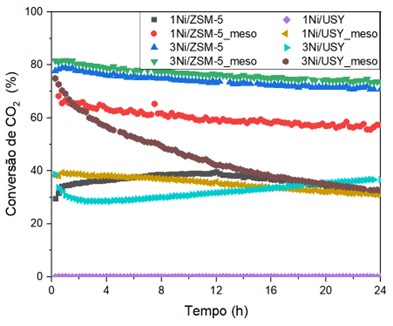 1Ni/ZSM-5 1Ni/USY
1Ni/ZSM-5_meso 1Ni/USY_meso
3Ni/ZSM-5 3Ni/USY
3Ni/ZSM-5_meso 3Ni/USY_meso
100
80
60
40
20
0
Conversão de CO₂ (%)
0 4 8 12 16 20 24
Tempo (h)